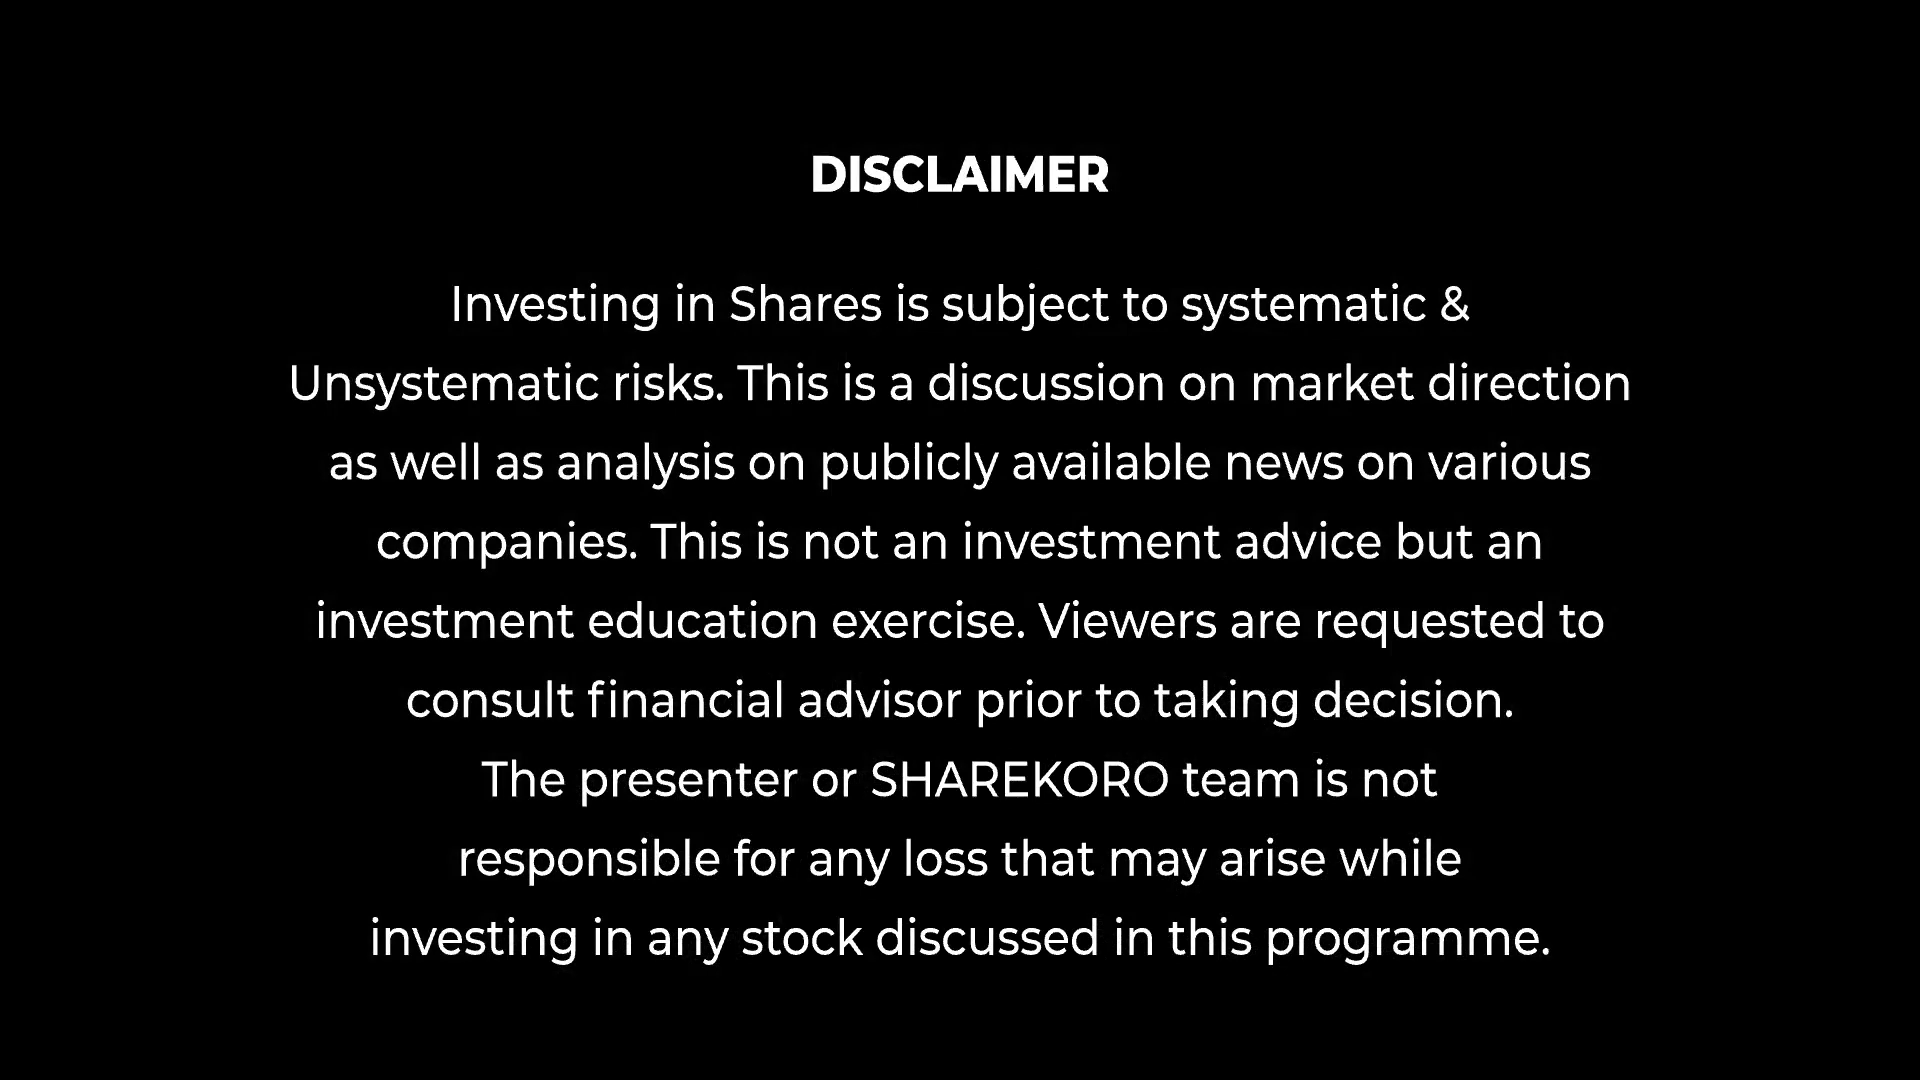 DISCLAIMER
Investing in Shares is subject to systematic &
Unsystematic risks. This is a discussion on market direction
as well as analysis on publicly available news on various
companies. This is not an investment advice but an
investment education exercise. Viewers are requested to
consult financial advisor prior to taking decision.
The presenter or SHAREKORO team is not
responsible for any loss that may arise while
investing in any stock discussed in this programme.